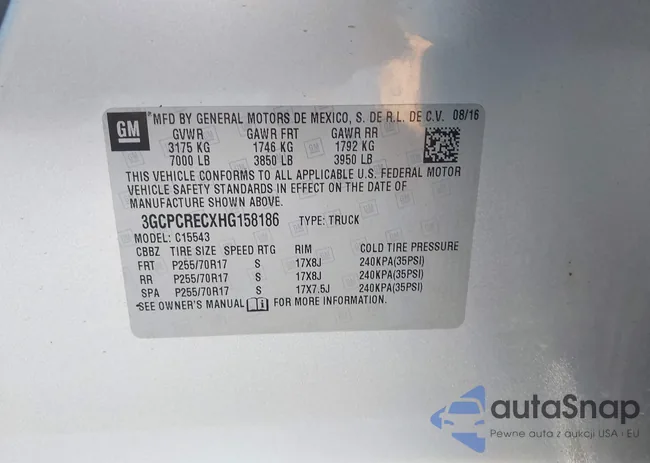 GM
*MFD BY GENERAL MOTORS DE MEXICO, S. DE R.L. DE C.V. 08/16
GVWR GAWR FRT GAWR RR
3175 KG 1746 KG 1792 KG
7000 LB 3850 LB 3950 LB
THIS VEHICLE CONFORMS TO ALL APPLICABLE U.S. FEDERAL MOTOR
VEHICLE SAFETY STANDARDS IN EFFECT ON THE DATE OF
MANUFACTURE SHOWN ABOVE.
3GCPCRECXHG158186 TYPE: TRUCK
MODEL: C15543
CBBZ TIRE SIZE SPEED RTG RIM COLD TIRE PRESSURE
FRT P255/70R17 S 17X8J 240KPA(35PSI)
RR P255/70R17 S 17X8J 240KPA(35PSI)
SPA P255/70R17 S 17X7.5J 240KPA(35PSI)
*SEE OWNER'S MANUAL FOR MORE INFORMATION.
autoSnap
Pewne auta z aukcji USA i EU